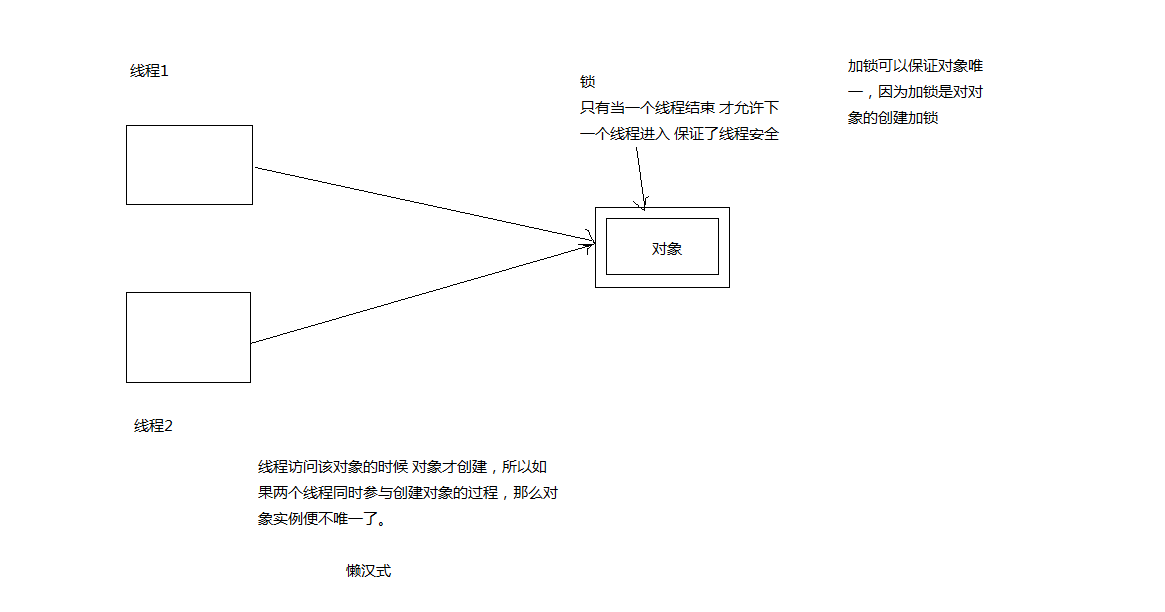 线程1
锁
只有当一个线程结束 才允许下
一个线程进入 保证了线程安全
加锁可以保证对象唯
一，因为加锁是对对
象的创建加锁
对象
线程2
线程访问该对象的时候 对象才创建，所以如
果两个线程同时参与创建对象的过程，那么对
象实例便不唯一了。
懒汉式